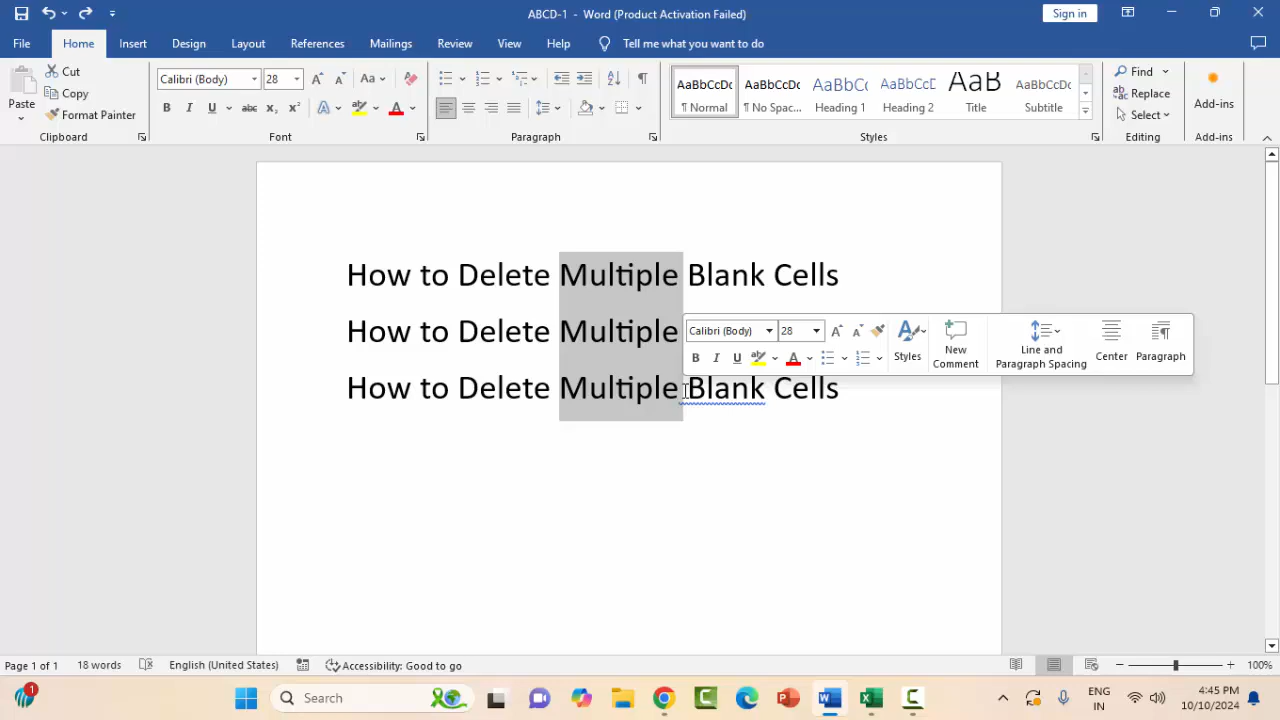 ABCD-1 - Word (Product Activation Failed)
Sign in
File Home Insert Design Layout References Mailings Review View Help Tell me what you want to do
Paste
Cut
Copy
Format Painter
Clipboard
Calibri (Body) 28
Font
Paragraph
AaBbCcDc AaBbCcDc AaBbCcD AaBbCcD AaB AaBbCcD
¶ Normal ¶ No Spac... Heading 1 Heading 2 Title Subtitle
Styles
Find
Replace
Select
Editing
Add-ins
Add-ins
How to Delete Multiple Blank Cells
How to Delete Multiple
How to Delete Multiple Blank Cells
Calibri (Body) 28
B I U
Styles
New
Comment
Line and
Paragraph Spacing
Center
Paragraph
Page 1 of 1 18 words English (United States) Accessibility: Good to go 100%
1
Search
ENG
IN
4:45 PM
10/10/2024